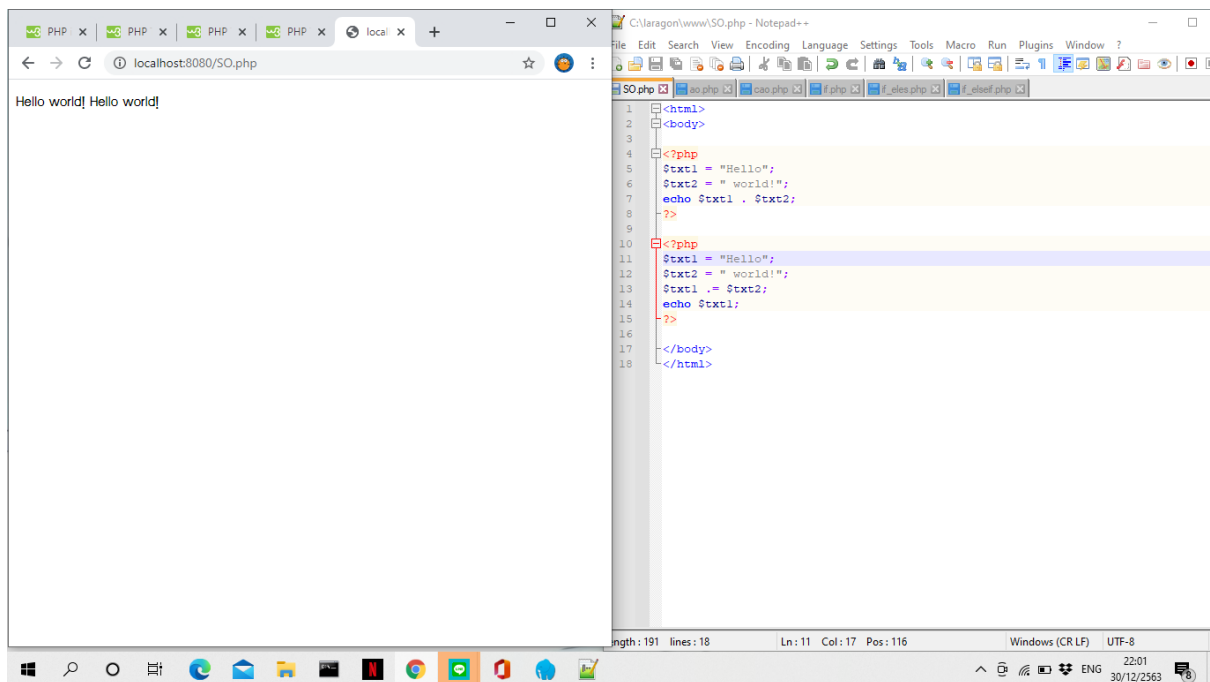 PHP
PHP
PHP
PHP
local
localhost:8080/SO.php
Hello world! Hello world!
C:\laragon\www\SO.php - Notepad++
File Edit Search View Encoding Language Settings Tools Macro Run Plugins Window ?
SO.php ao.php cao.php if.php if_eles.php if_elseif.php
1 <html>
2 <body>
3
4 <?php
5 $txt1 = "Hello";
6 $txt2 = " world!";
7 echo $txt1 . $txt2;
8 ?>
9
10 <?php
11 $txt1 = "Hello";
12 $txt2 = " world!";
13 $txt1 .= $txt2;
14 echo $txt1;
15 ?>
16
17 </body>
18 </html>
ength : 191 lines : 18 Ln : 11 Col : 17 Pos : 116 Windows (CR LF) UTF-8
ENG
22:01
30/12/2563
8